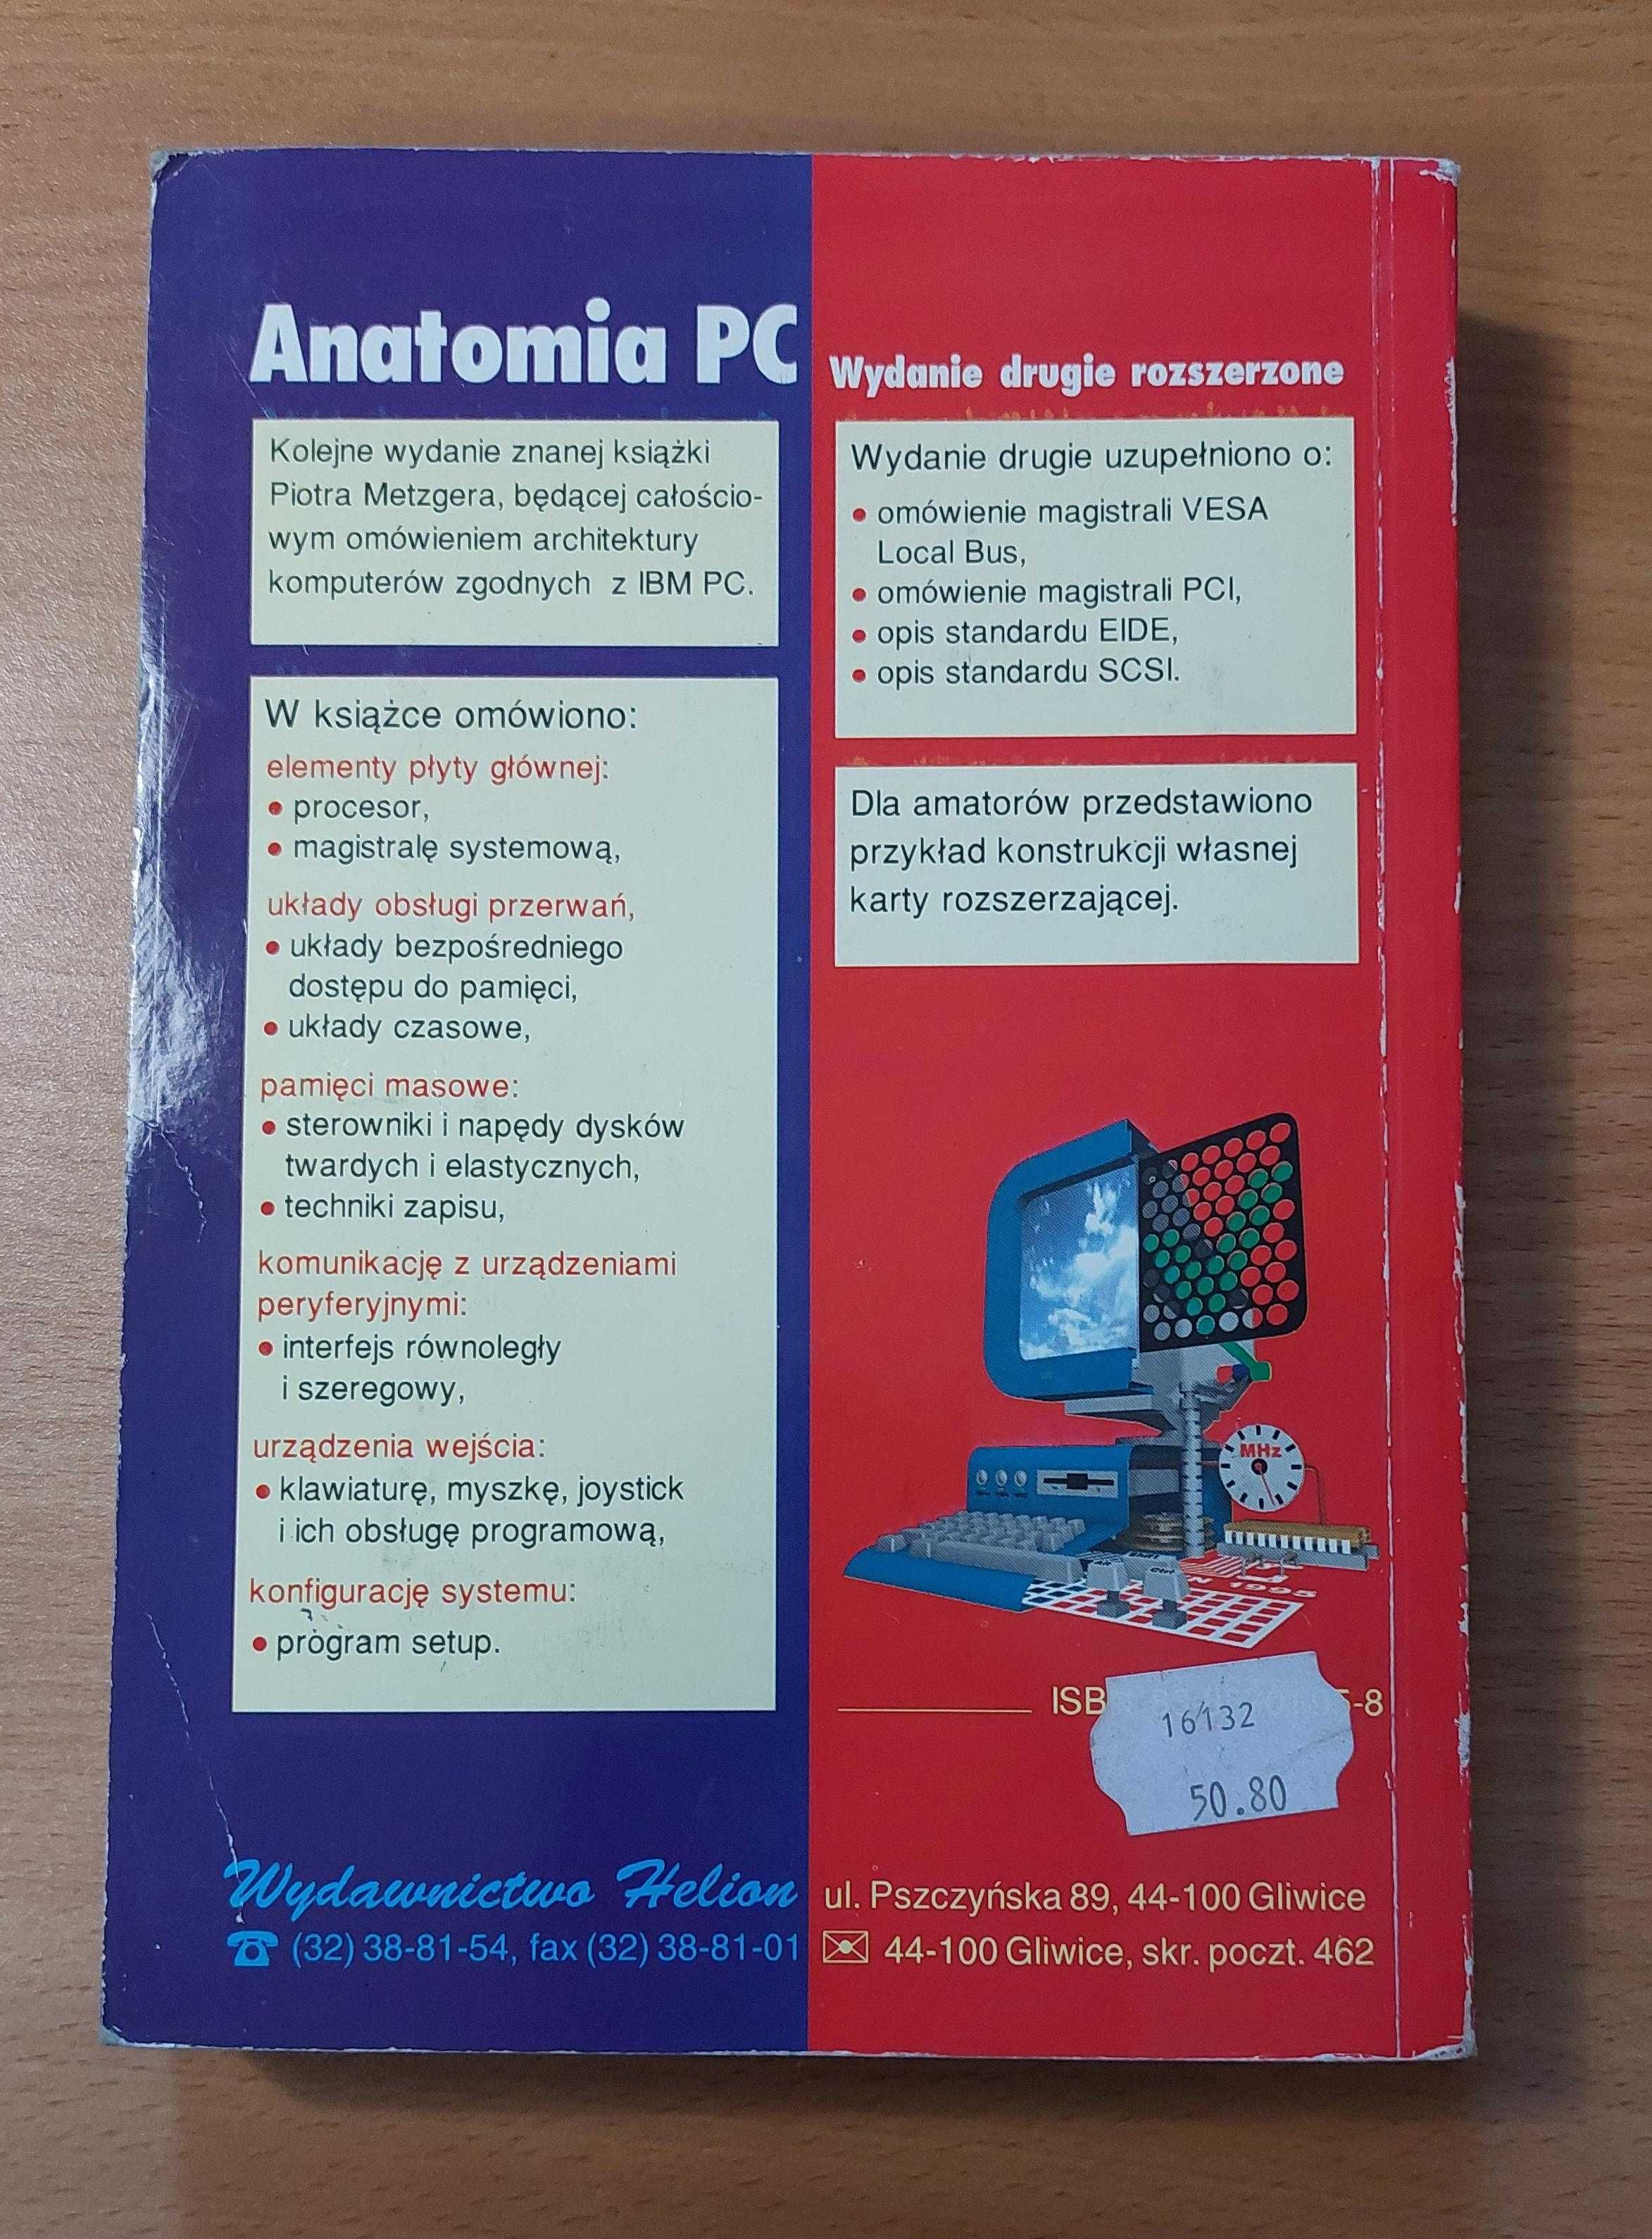 Anatomia PC
Wydanie drugie rozszerzone
Kolejne wydanie znanej książki
Piotra Metzgera, będącej całościo-
wym omówieniem architektury
komputerów zgodnych z IBM PC.
W książce omówiono:
elementy płyty głównej:
• procesor,
• magistralę systemową,
układy obsługi przerwań,
• układy bezpośredniego
dostępu do pamięci,
• układy czasowe,
pamięci masowe:
• sterowniki i napędy dysków
twardych i elastycznych,
• techniki zapisu,
komunikację z urządzeniami
peryferyjnymi:
• interfejs równoległy
i szeregowy,
urządzenia wejścia:
• klawiaturę, myszkę, joystick
i ich obsługę programową,
konfigurację systemu:
• program setup.
Wydanie drugie uzupełniono o:
• omówienie magistrali VESA
Local Bus,
• omówienie magistrali PCI,
• opis standardu EIDE,
• opis standardu SCSI.
Dla amatorów przedstawiono
przykład konstrukcji własnej
karty rozszerzającej.
MHz
1995
16132
50.80
Wydawnictwo Helion
(32) 38-81-54, fax (32) 38-81-01
ul. Pszczyńska 89, 44-100 Gliwice
44-100 Gliwice, skr. poczt. 462